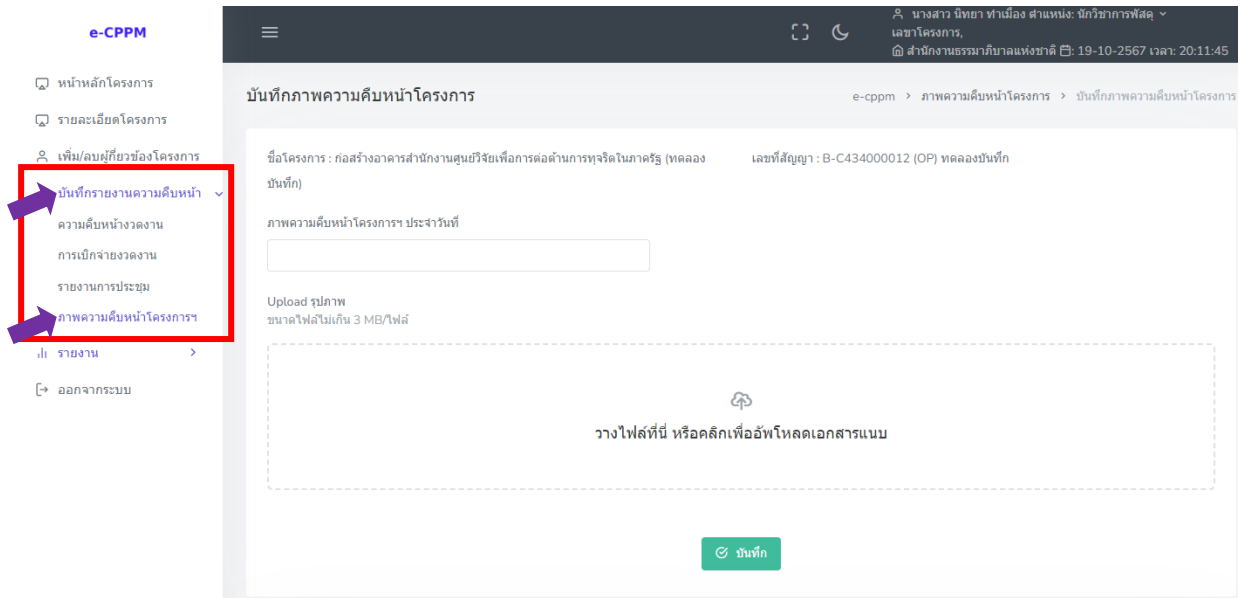 e-CPPM
นางสาว นิทยา ทำเมือง ตำแหน่ง: นักวิชาการพัสดุ
เลขาโครงการ,
สำนักงานธรรมาภิบาลแห่งชาติ : 19-10-2567 เวลา: 20:11:45
หน้าหลักโครงการ
รายละเอียดโครงการ
เพิ่ม/ลบผู้ที่ยวข้องโครงการ
บันทึกรายงานความคืบหน้า
ความคืบหน้างวดงาน
การเบิกจ่ายงวดงาน
รายงานการประชุม
ภาพความคืบหน้าโครงการฯ
รายงาน
ออกจากระบบ
บันทึกภาพความคืบหน้าโครงการ
e-cppm > ภาพความคืบหน้าโครงการ > บันทึกภาพความคืบหน้าโครงการ
ชื่อโครงการ : ก่อสร้างอาคารสำนักงานศูนย์วิจัยเพื่อการต่อต้านการทุจริตในภาครัฐ (ทดลอง
บันทึก)
เลขที่สัญญา : B-C434000012 (OP) ทดลองบันทึก
ภาพความคืบหน้าโครงการฯ ประจำวันที่
Upload รูปภาพ
ขนาดไฟล์ไม่เกิน 3 MB/ไฟล์
วางไฟล์ที่นี่ หรือคลิกเพื่ออัพโหลดเอกสารแนบ
บันทึก